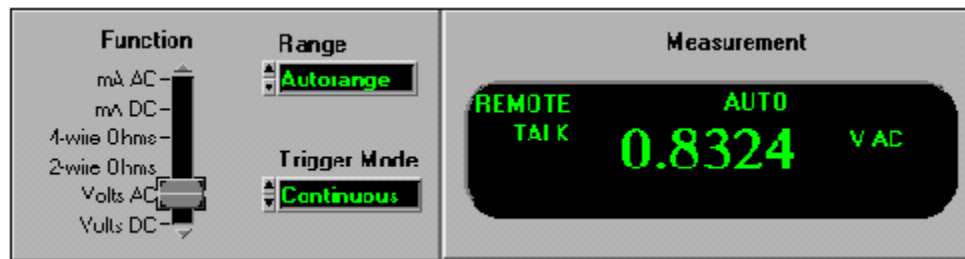 Function
mA AC
mA DC
4-wire Ohms
2-wire Ohms
Volts AC
Volts DC
Range
Autorange
Trigger Mode
Continuous
Measurement
REMOTE
AUTO
TALK
0.8324
V AC